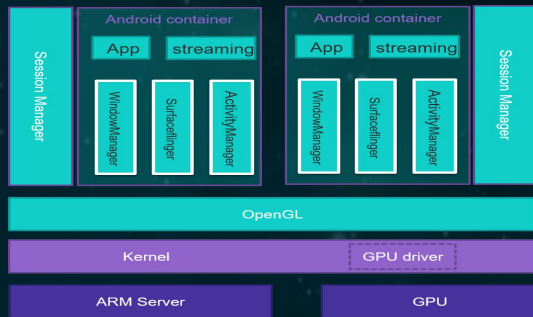 Session Manager
Android container
App
streaming
WindowManager
Surfaceflinger
ActivityManager
Android container
App
streaming
WindowManager
Surfaceflinger
ActivityManager
Session Manager
OpenGL
Kernel
GPU driver
ARM Server
GPU